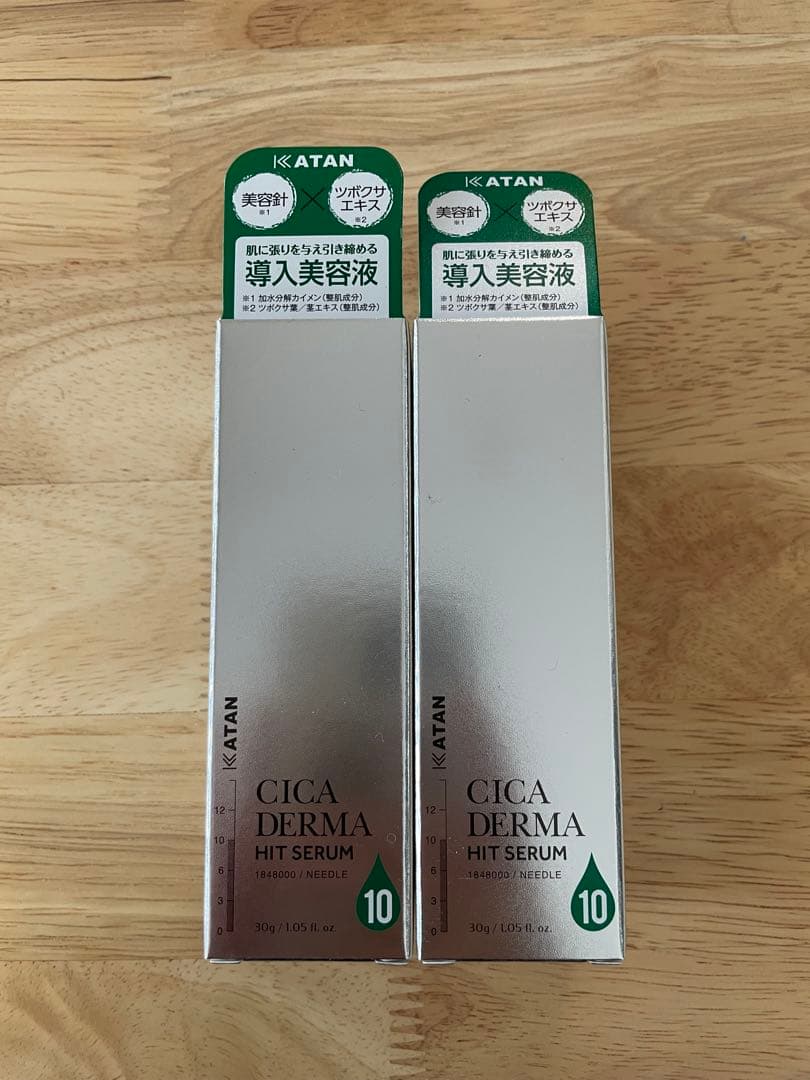 KATAN
美容針
※1
×
ツボクサ
エキス
※2
肌に張りを与え引き締める
導入美容液
※1 加水分解カイメン(整肌成分)
※2 ツボクサ葉/茎エキス(整肌成分)
KATAN
12
10
6
3
0
CICA
DERMA
HIT SERUM
1848000 / NEEDLE
10
30g / 1.05 fl. oz.
KATAN
美容針
※1
×
ツボクサ
エキス
※2
肌に張りを与え引き締める
導入美容液
※1 加水分解カイメン(整肌成分)
※2 ツボクサ葉/茎エキス(整肌成分)
KATAN
12
10
6
3
0
CICA
DERMA
HIT SERUM
1848000 / NEEDLE
10
30g / 1.05 fl. oz.